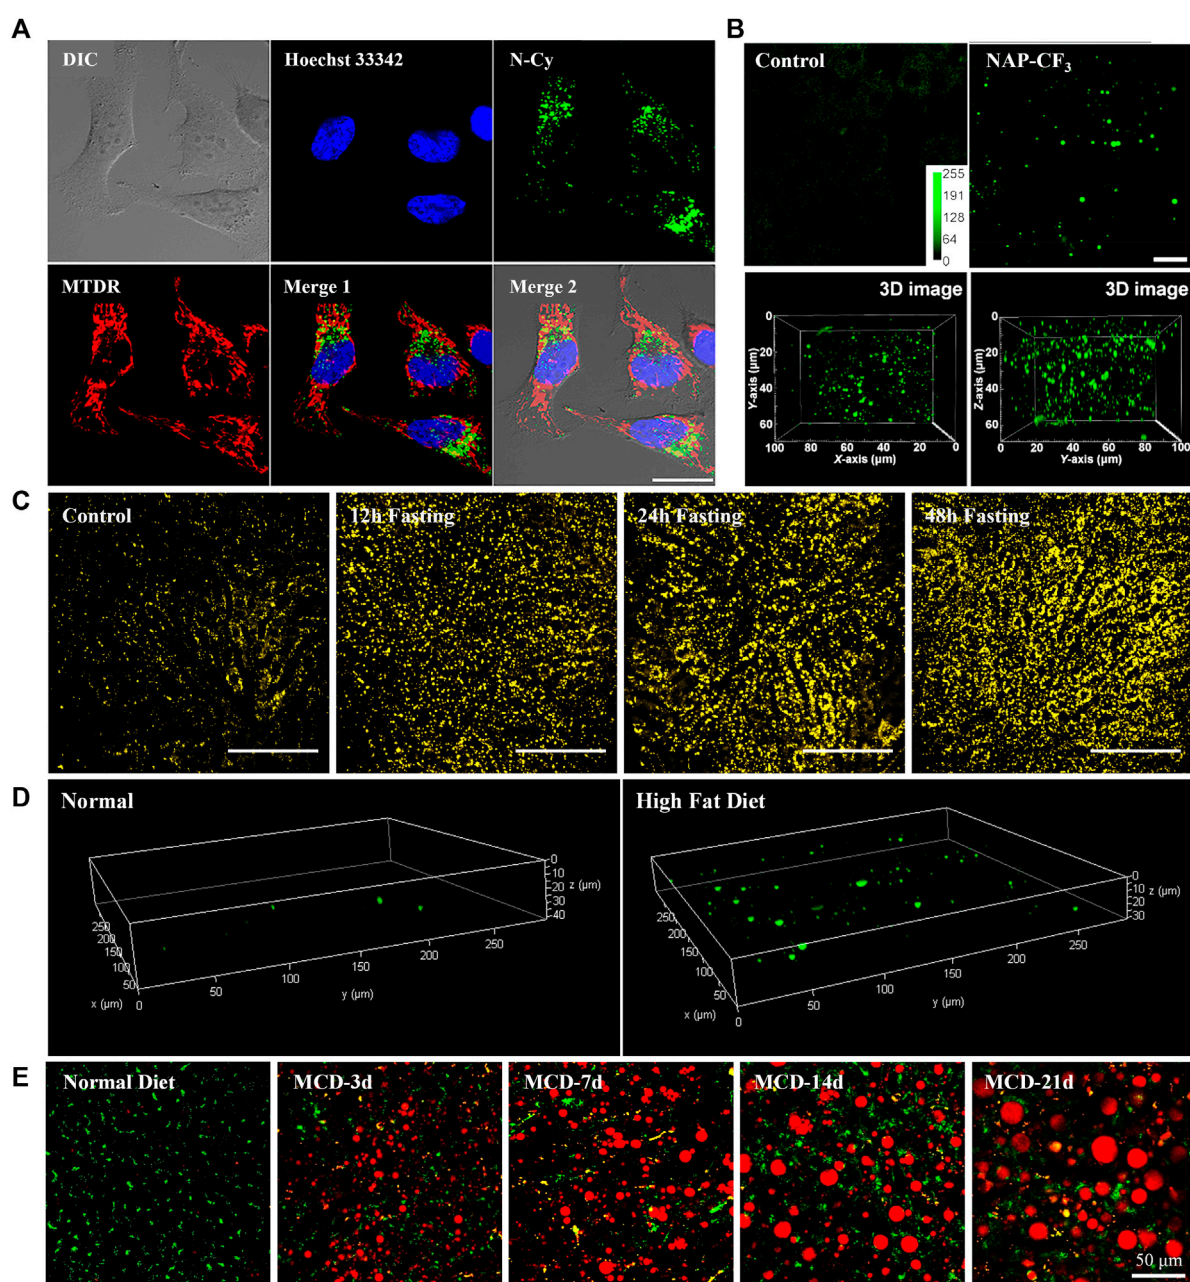 A
DIC
Hoechst 33342
N-Cy
MTDR
Merge 1
Merge 2
B
Control
NAP-CF₃
255
191
128
64
0
3D image
0
20
40
60
Y-axis (μm)
100 80 60 40 20 0
X-axis (μm)
3D image
0
20
40
60
Z-axis (μm)
0 20 40 60 80 100
Y-axis (μm)
C
Control
12h Fasting
24h Fasting
48h Fasting
D
Normal
0
10
20
30
40
z (μm)
250
200
150
100
50
x (μm)
0
50
100
150
200
250
y (μm)
High Fat Diet
0
10
20
30
z (μm)
250
200
150
100
50
x (μm)
0
50
100
150
200
250
y (μm)
E
Normal Diet
MCD-3d
MCD-7d
MCD-14d
MCD-21d
50 μm